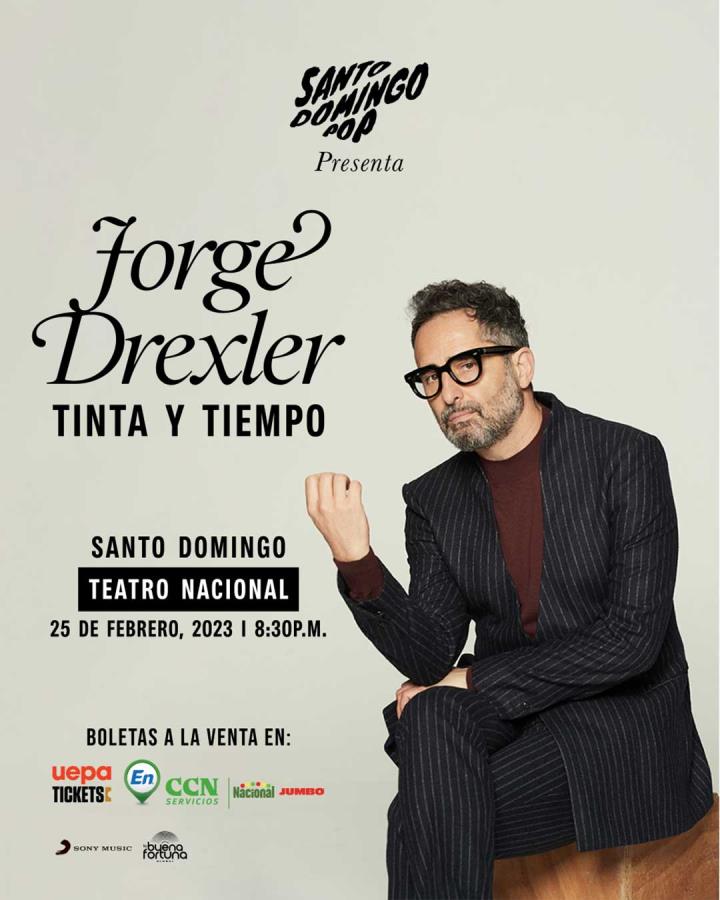 SANTO
DOMINGO
POP
Presenta
Jorge
Drexler
TINTA Y TIEMPO
SANTO DOMINGO
TEATRO NACIONAL
25 DE FEBRERO, 2023 | 8:30P.M.
BOLETAS A LA VENTA EN:
uepa
TICKETS
En
CCN
SERVICIOS
Nacional
JUMBO
SONY MUSIC
buena
fortuna